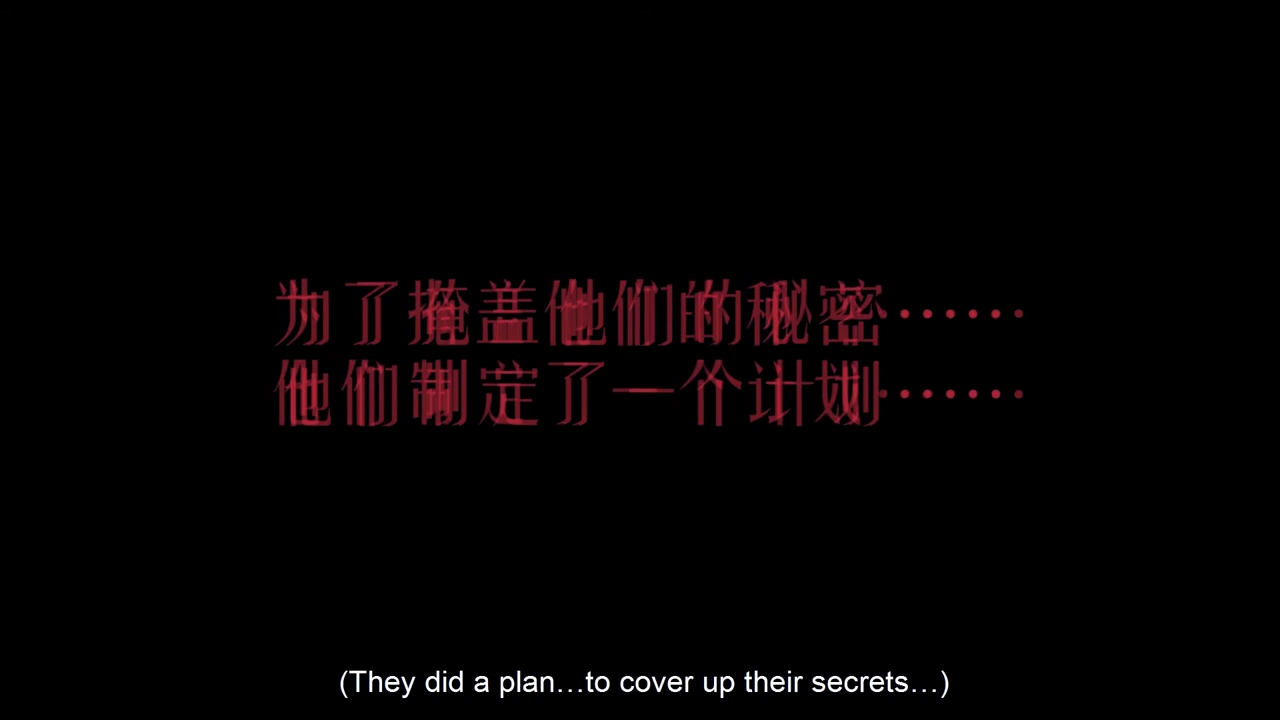 为了掩盖他们的秘密……
他们制定了一个计划……
(They did a plan…to cover up their secrets…)